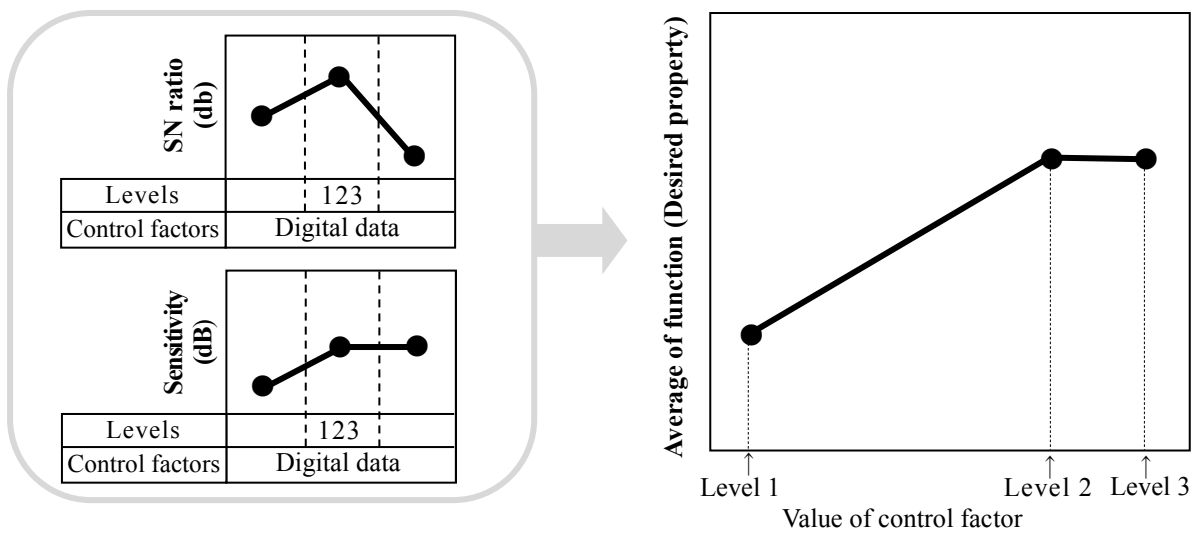 SN ratio
(db)
Levels
123
Control factors
Digital data
Sensitivity
(dB)
Levels
123
Control factors
Digital data
Average of function (Desired property)
Level 1
Level 2
Level 3
Value of control factor